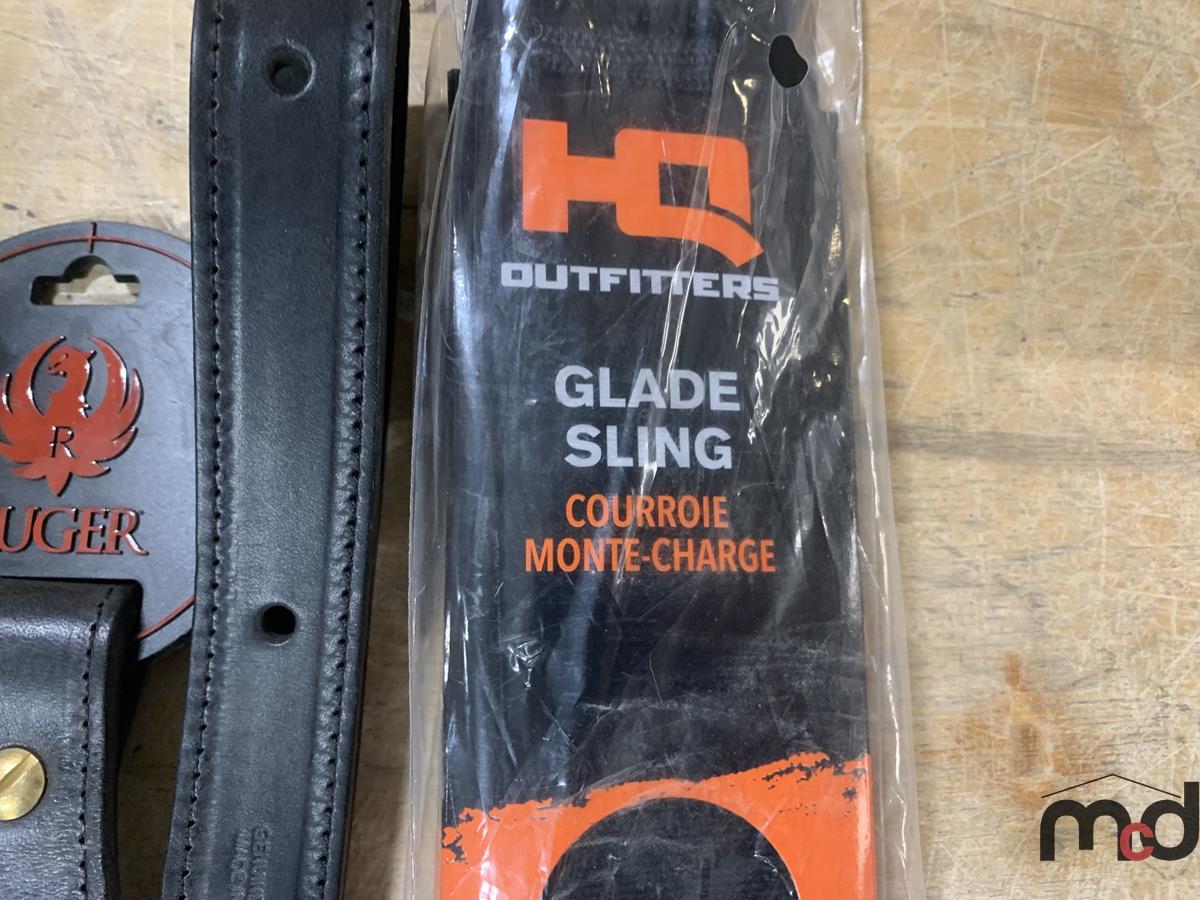 HQ
OUTFITTERS
GLADE
SLING
COURROIE
MONTE-CHARGE
R
UGER
mcd